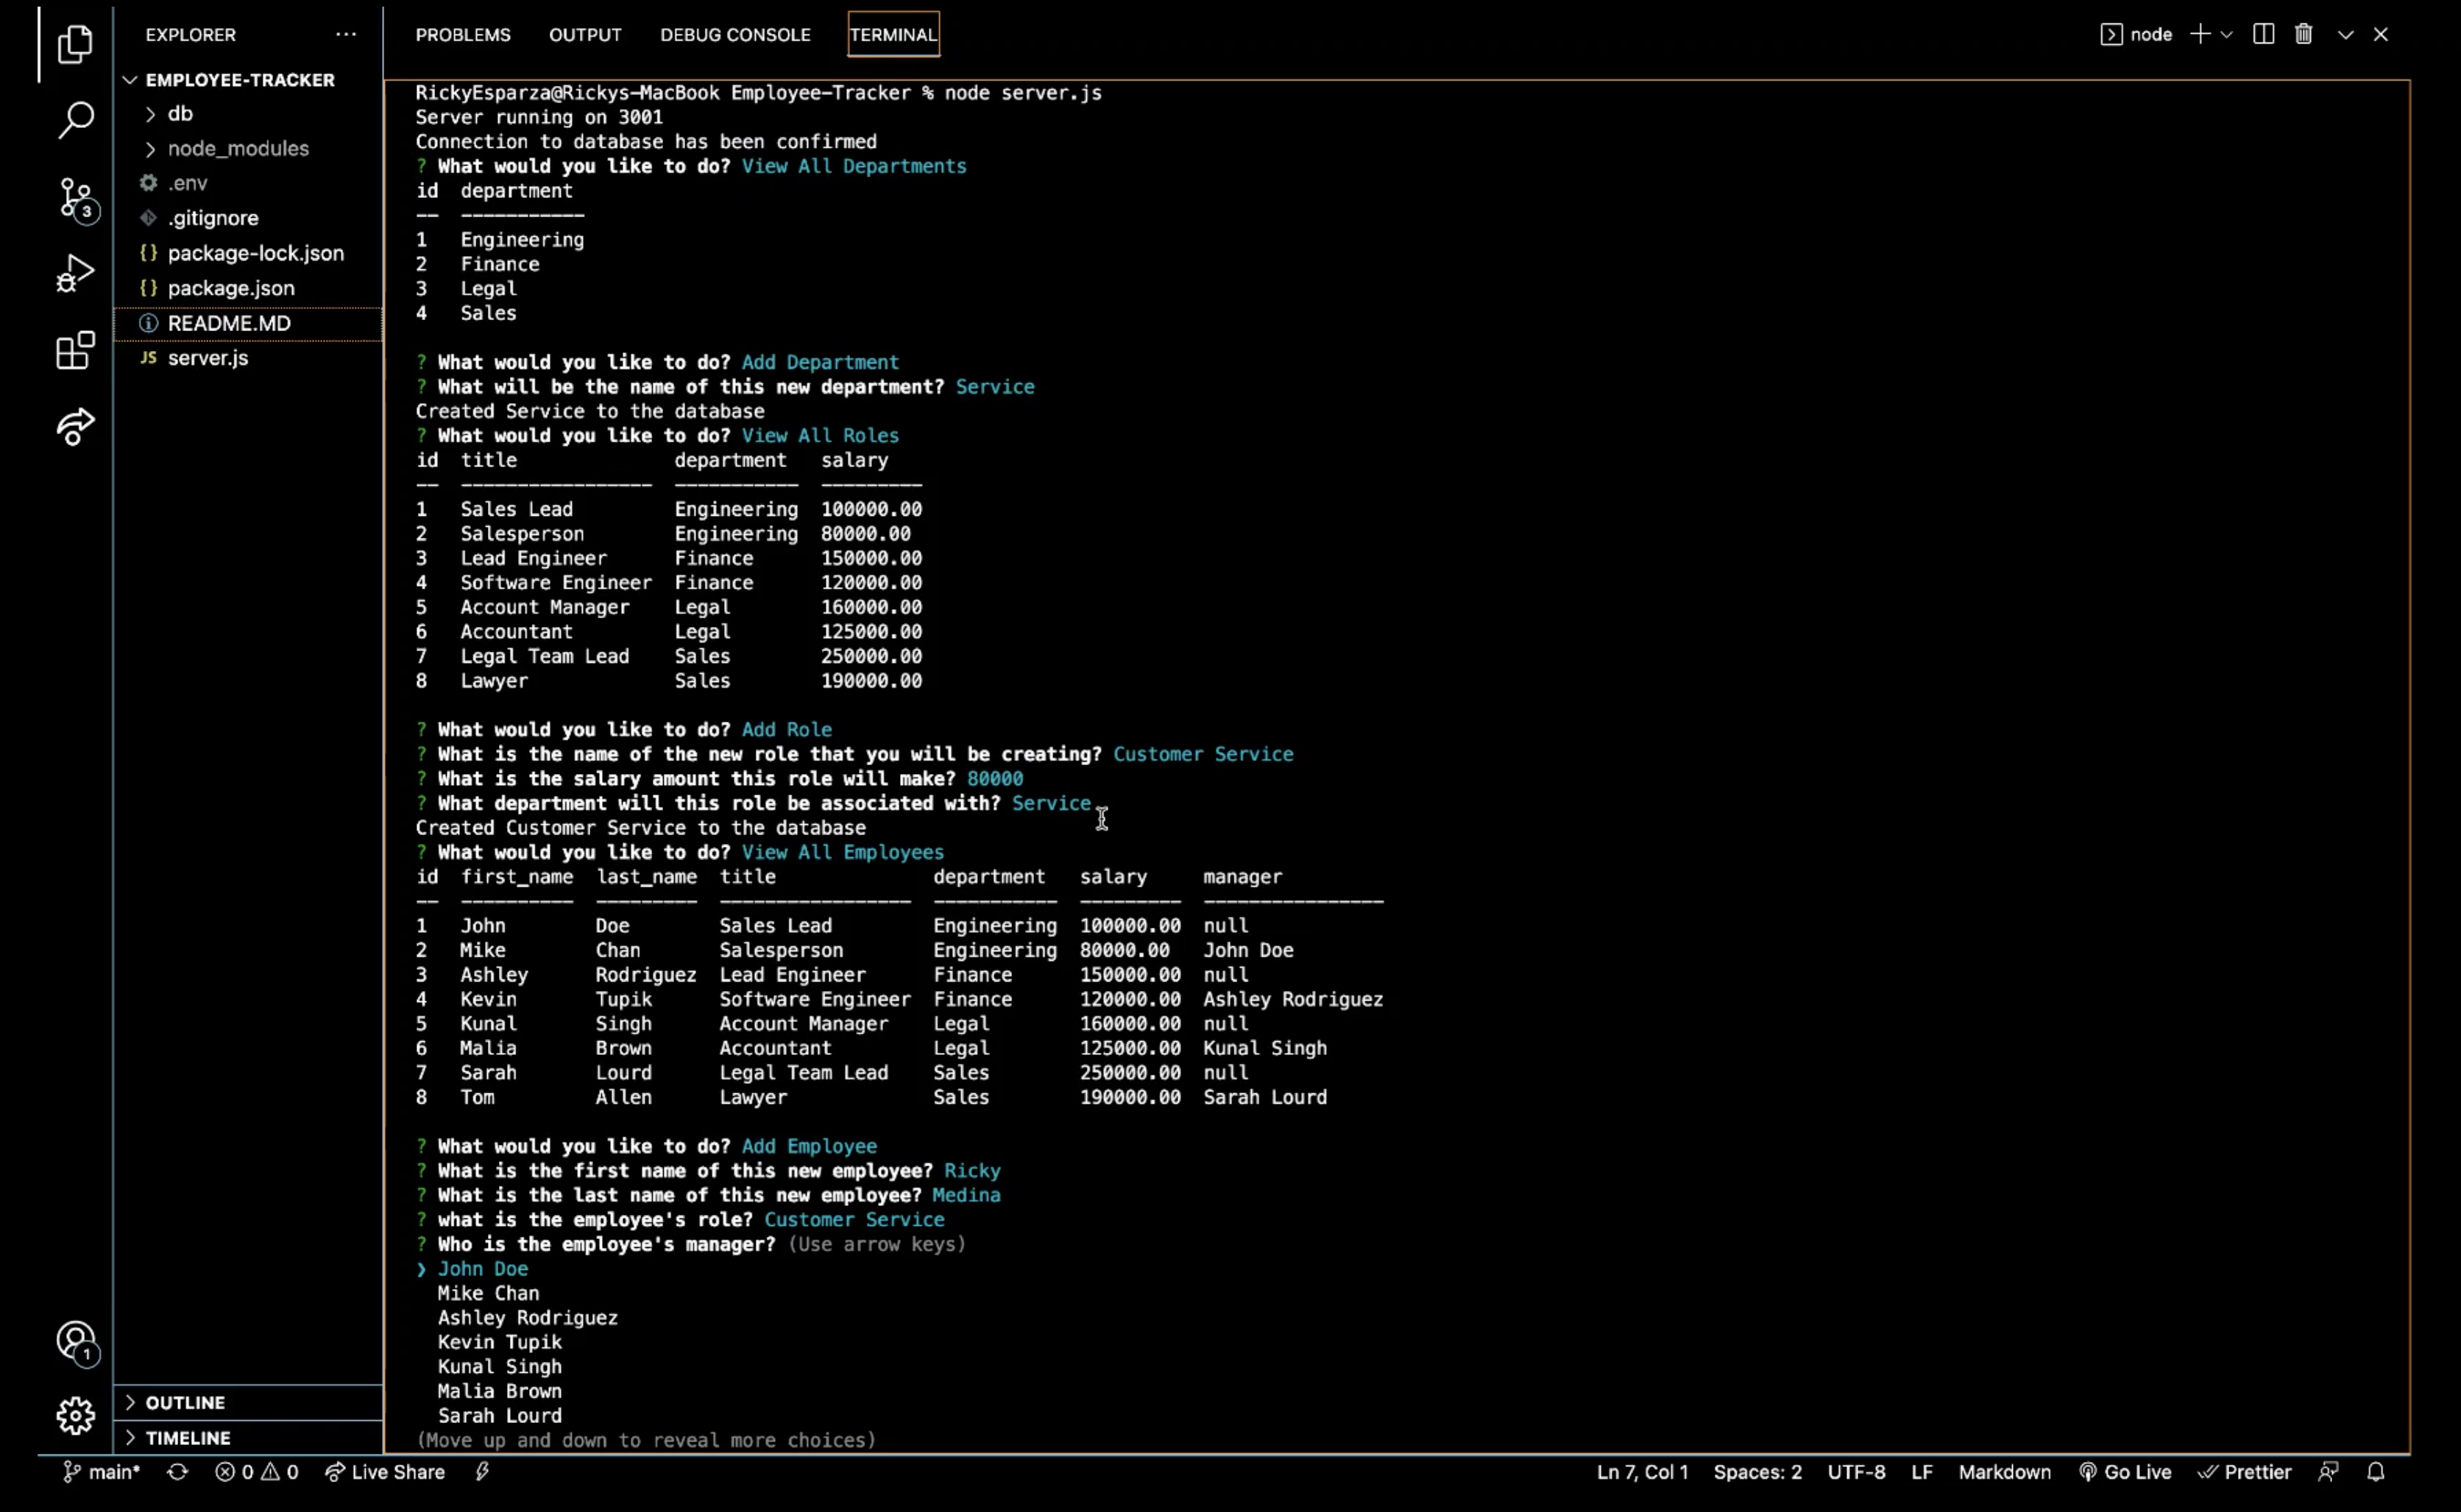 EXPLORER
EMPLOYEE-TRACKER
db
node_modules
.env
.gitignore
{} package-lock.json
{} package.json
README.MD
JS server.js
3
1
OUTLINE
TIMELINE
PROBLEMS OUTPUT DEBUG CONSOLE TERMINAL
node
RickyEsparza@Rickys-MacBook Employee-Tracker % node server.js
Server running on 3001
Connection to database has been confirmed
? What would you like to do? View All Departments
id department
-- -----------
1 Engineering
2 Finance
3 Legal
4 Sales
? What would you like to do? Add Department
? What will be the name of this new department? Service
Created Service to the database
? What would you like to do? View All Roles
id title department salary
-- ----------------- ----------- ---------
1 Sales Lead Engineering 100000.00
2 Salesperson Engineering 80000.00
3 Lead Engineer Finance 150000.00
4 Software Engineer Finance 120000.00
5 Account Manager Legal 160000.00
6 Accountant Legal 125000.00
7 Legal Team Lead Sales 250000.00
8 Lawyer Sales 190000.00
? What would you like to do? Add Role
? What is the name of the new role that you will be creating? Customer Service
? What is the salary amount this role will make? 80000
? What department will this role be associated with? Service
Created Customer Service to the database
? What would you like to do? View All Employees
id first_name last_name title department salary manager
-- ---------- --------- ----------------- ----------- --------- ----------------
1 John Doe Sales Lead Engineering 100000.00 null
2 Mike Chan Salesperson Engineering 80000.00 John Doe
3 Ashley Rodriguez Lead Engineer Finance 150000.00 null
4 Kevin Tupik Software Engineer Finance 120000.00 Ashley Rodriguez
5 Kunal Singh Account Manager Legal 160000.00 null
6 Malia Brown Accountant Legal 125000.00 Kunal Singh
7 Sarah Lourd Legal Team Lead Sales 250000.00 null
8 Tom Allen Lawyer Sales 190000.00 Sarah Lourd
? What would you like to do? Add Employee
? What is the first name of this new employee? Ricky
? What is the last name of this new employee? Medina
? what is the employee's role? Customer Service
? Who is the employee's manager? (Use arrow keys)
❯ John Doe
Mike Chan
Ashley Rodriguez
Kevin Tupik
Kunal Singh
Malia Brown
Sarah Lourd
(Move up and down to reveal more choices)
main* 0 0 Live Share Ln 7, Col 1 Spaces: 2 UTF-8 LF Markdown Go Live Prettier